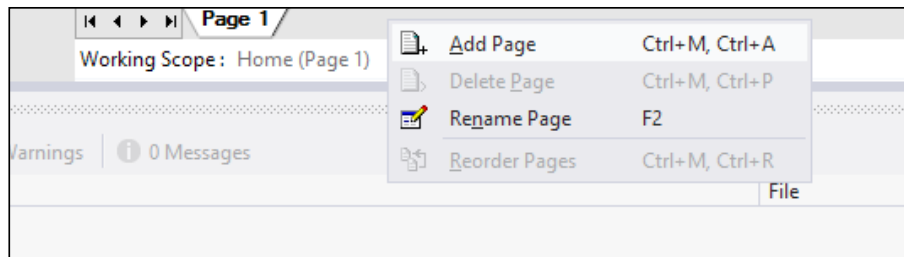 Page 1
Working Scope: Home (Page 1)
Add Page Ctrl+M, Ctrl+A
Delete Page Ctrl+M, Ctrl+P
Rename Page F2
Reorder Pages Ctrl+M, Ctrl+R
0 Messages
File